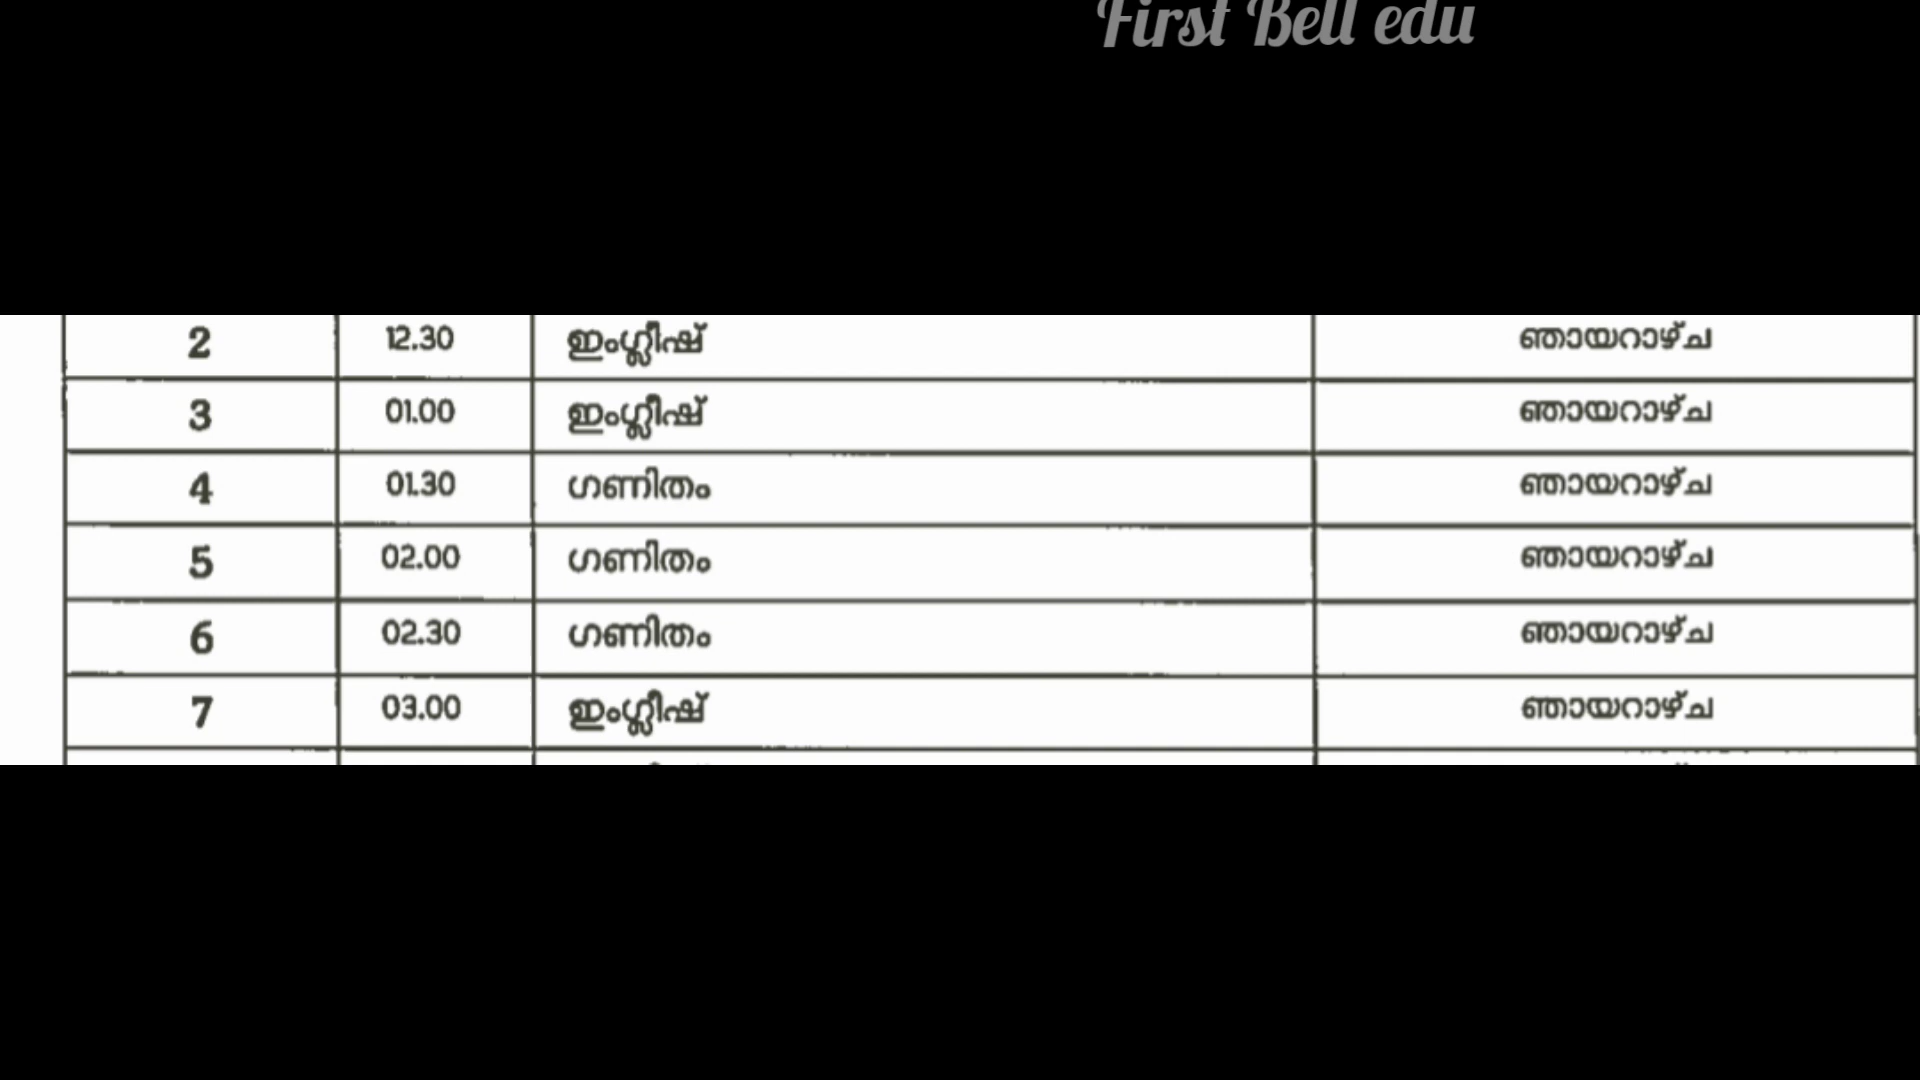 First Bell edu
2 12.30 ഇംഗ്ലീഷ് ഞായറാഴ്ച
3 01.00 ഇംഗ്ലീഷ് ഞായറാഴ്ച
4 01.30 ഗണിതം ഞായറാഴ്ച
5 02.00 ഗണിതം ഞായറാഴ്ച
6 02.30 ഗണിതം ഞായറാഴ്ച
7 03.00 ഇംഗ്ലീഷ് ഞായറാഴ്ച